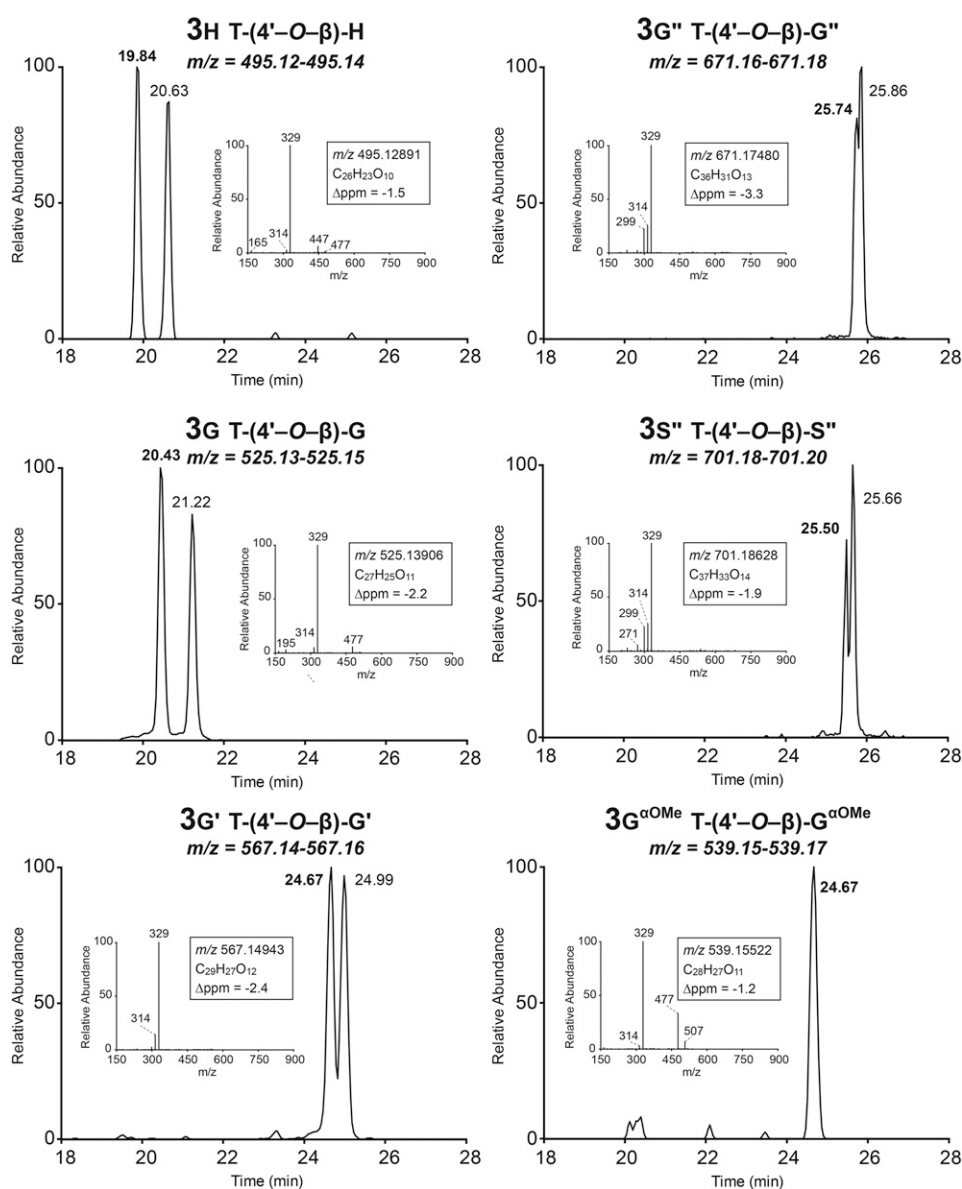 3H T-(4'–O–β)-H
m/z = 495.12-495.14
100
50
0
Relative Abundance
19.84
20.63
100
50
0
Relative Abundance
329
165
314
447
477
150 300 450 600 750 900
m/z
m/z 495.12891
C26H23O10
Δppm = -1.5
18 20 22 24 26 28
Time (min)
3G" T-(4'–O–β)-G"
m/z = 671.16-671.18
100
50
0
Relative Abundance
25.74
25.86
100
50
0
Relative Abundance
329
314
299
150 300 450 600 750 900
m/z
m/z 671.17480
C36H31O13
Δppm = -3.3
18 20 22 24 26 28
Time (min)
3G T-(4'–O–β)-G
m/z = 525.13-525.15
100
50
0
Relative Abundance
20.43
21.22
100
50
0
Relative Abundance
329
195
314
477
150 300 450 600 750 900
m/z
m/z 525.13906
C27H25O11
Δppm = -2.2
18 20 22 24 26 28
Time (min)
3S" T-(4'–O–β)-S"
m/z = 701.18-701.20
100
50
0
Relative Abundance
25.50
25.66
100
50
0
Relative Abundance
329
314
299
271
150 300 450 600 750 900
m/z
m/z 701.18628
C37H33O14
Δppm = -1.9
18 20 22 24 26 28
Time (min)
3G' T-(4'–O–β)-G'
m/z = 567.14-567.16
100
50
0
Relative Abundance
24.67
24.99
100
50
0
Relative Abundance
329
314
150 300 450 600 750 900
m/z
m/z 567.14943
C29H27O12
Δppm = -2.4
18 20 22 24 26 28
Time (min)
3GαOMe T-(4'–O–β)-GαOMe
m/z = 539.15-539.17
100
50
0
Relative Abundance
24.67
100
50
0
Relative Abundance
329
477
314
507
150 300 450 600 750 900
m/z
m/z 539.15522
C28H27O11
Δppm = -1.2
18 20 22 24 26 28
Time (min)